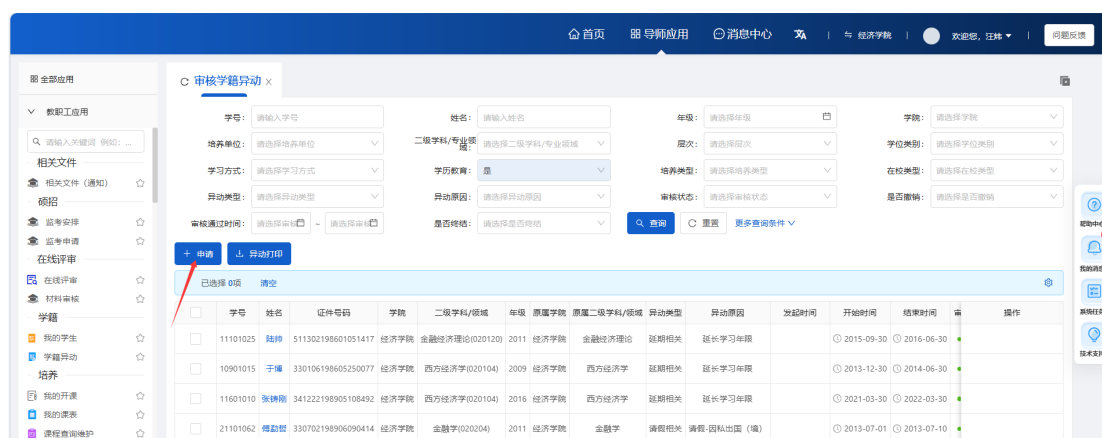 首页 导师应用 消息中心 经济学院 欢迎您，汪炜 问题反馈
全部应用 审核学籍异动
教职工应用
请输入关键词 例如: ...
相关文件
相关文件（通知）
硕招
监考安排
监考申请
在线评审
在线评审
材料审核
学籍
我的学生
学籍异动
培养
我的开课
我的课表
课程查询维护
学号: 请输入学号 姓名: 请输入姓名 年级: 请选择年级 学院: 请选择学院
培养单位: 请选择培养单位 二级学科/专业领域: 请选择二级学科/专业领域 层次: 请选择层次 学位类别: 请选择学位类别
学习方式: 请选择学习方式 学历教育: 是 培养类型: 请选择培养类型 在校类型: 请选择在校类型
异动类型: 请选择异动类型 异动原因: 请选择异动原因 审核状态: 请选择审核状态 是否撤销: 请选择是否撤销
审核通过时间: 请选择审核 ~ 请选择审核 是否终结: 请选择是否终结 查询 重置 更多查询条件
+ 申请 异动打印
已选择 0项 清空
学号 姓名 证件号码 学院 二级学科/领域 年级 原属学院 原属二级学科/领域 异动类型 异动原因 发起时间 开始时间 结束时间 操作
11101025 陆帅 511302198601051417 经济学院 金融经济理论(020120) 2011 经济学院 金融经济理论 延期相关 延长学习年限 2015-09-30 2016-06-30
10901015 于博 330106198605250077 经济学院 西方经济学(020104) 2009 经济学院 西方经济学 延期相关 延长学习年限 2013-12-30 2014-06-30
11601010 张铸刚 341222198905108492 经济学院 西方经济学(020104) 2016 经济学院 西方经济学 延期相关 延长学习年限 2021-03-30 2022-03-30
21101062 傅勐哲 330702198906090414 经济学院 金融学(020204) 2011 经济学院 金融学 请假相关 请假-因私出国（境） 2013-07-01 2013-07-10
帮助中心
我的消息
系统任务
技术支持